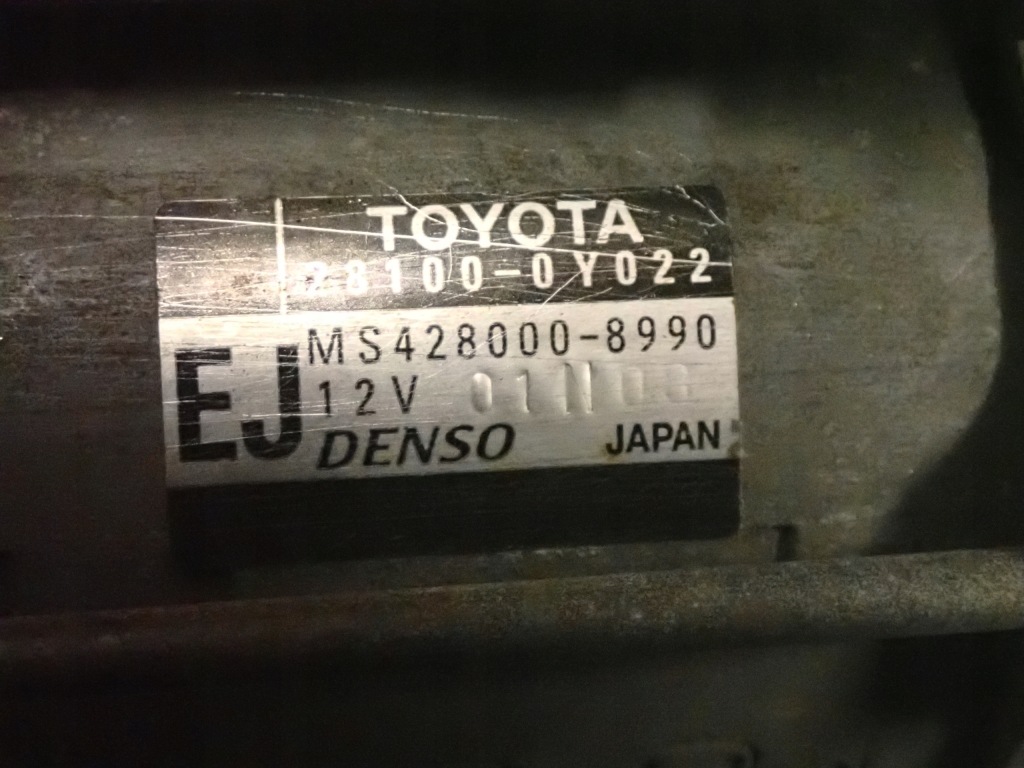 TOYOTA
28100-0Y022
MS428000-8990
EJ
12V
DENSO JAPAN